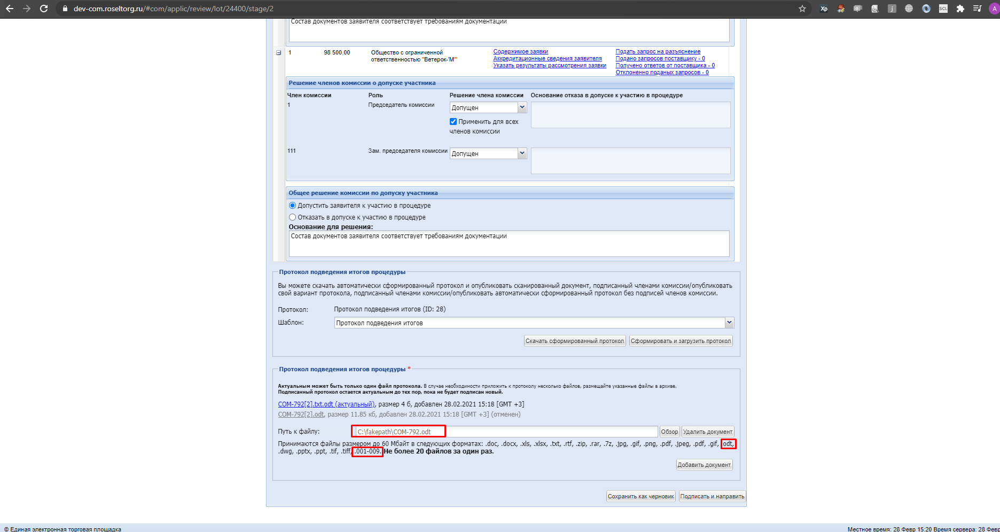 dev-com.roseltorg.ru/#com/applic/review/lot/24400/stage/2
Состав документов заявителя соответствует требованиям документации
1 98 500,00 Общество с ограниченной ответственностью "Ветерок-'М'"
Содержимое заявки
Аккредитационные сведения заявителя
Указать результаты рассмотрения заявки
Подать запрос на разъяснение
Подано запросов поставщику - 0
Получено ответов от поставщика - 0
Отклоненно поданых запросов - 0
Решение членов комиссии о допуске участника
Член комиссии Роль Решение члена комиссии Основание отказа в допуске к участию в процедуре
1 Председатель комиссии Допущен
Применить для всех
членов комиссии
111 Зам. председателя комиссии Допущен
Общее решение комиссии по допуску участника
Допустить заявителя к участию в процедуре
Отказать в допуске к участию в процедуре
Основание для решения:
Состав документов заявителя соответствует требованиям документации
Протокол подведения итогов процедуры
Вы можете скачать автоматически сформированный протокол и опубликовать сканированный документ, подписанный членами комиссии/опубликовать
свой вариант протокола, подписанный членами комиссии/опубликовать автоматически сформированный протокол без подписей членов комиссии.
Протокол: Протокол подведения итогов (ID: 28)
Шаблон: Протокол подведения итогов
Скачать сформированный протокол Сформировать и загрузить протокол
Протокол подведения итогов процедуры *
Актуальным может быть только один файл протокола. В случае необходимости приложить к протоколу несколько файлов, размещайте указанные файлы в архиве.
Подписанный протокол остается актуальным до тех пор, пока не будет подписан новый.
COM-792[2].txt.odt (актуальный), размер 4 б, добавлен 28.02.2021 15:18 [GMT +3]
COM-792[2].odt, размер 11.85 кб, добавлен 28.02.2021 15:18 [GMT +3] (отменен)
Путь к файлу: C:\fakepath\COM-792.odt Обзор Удалить документ
Принимаются файлы размером до 60 Мбайт в следующих форматах: .doc, .docx, .xls, .xlsx, .txt, .rtf, .zip, .rar, .7z, .jpg, .gif, .png, .pdf, .jpeg, .pdf, .gif, .odt,
.dwg, .pptx, .ppt, .tif, .tiff, .001-009. Не более 20 файлов за один раз.
Добавить документ
Сохранить как черновик Подписать и направить
© Единая электронная торговая площадка
Местное время: 28 Февр 15:20 Время сервера: 28 Февр